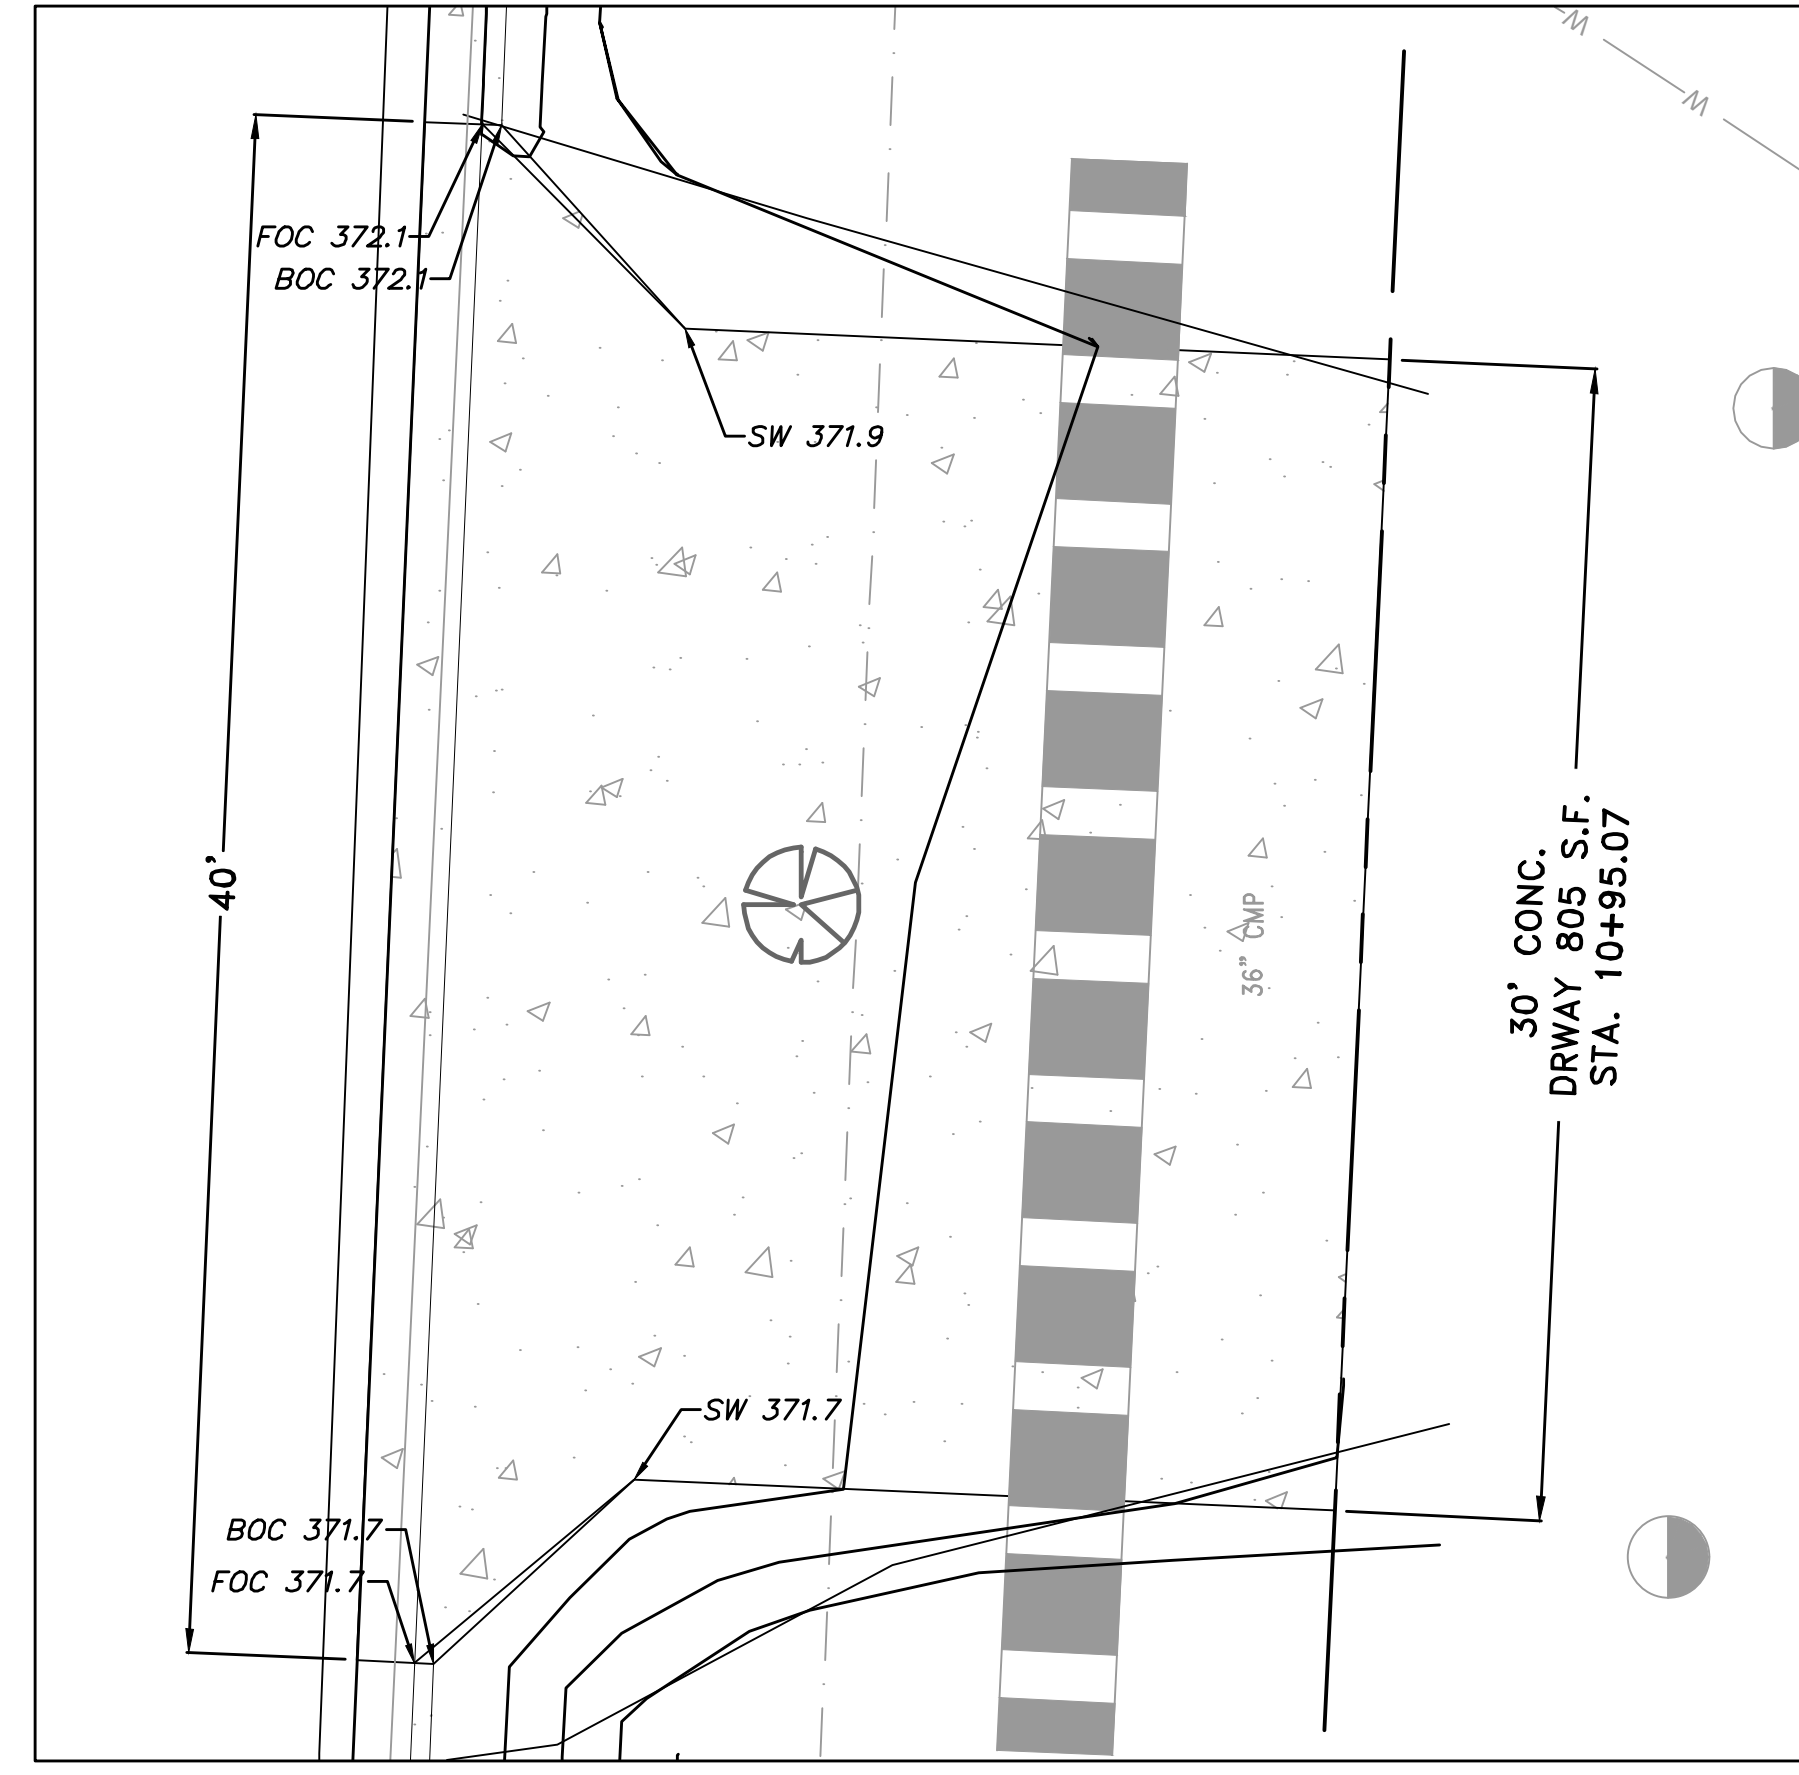 W
W
FOC 372.1
BOC 372.1
SW 371.9
40'
36" CMP
30' CONC.
DRWAY 805 S.F.
STA. 10+95.07
SW 371.7
BOC 371.7
FOC 371.7